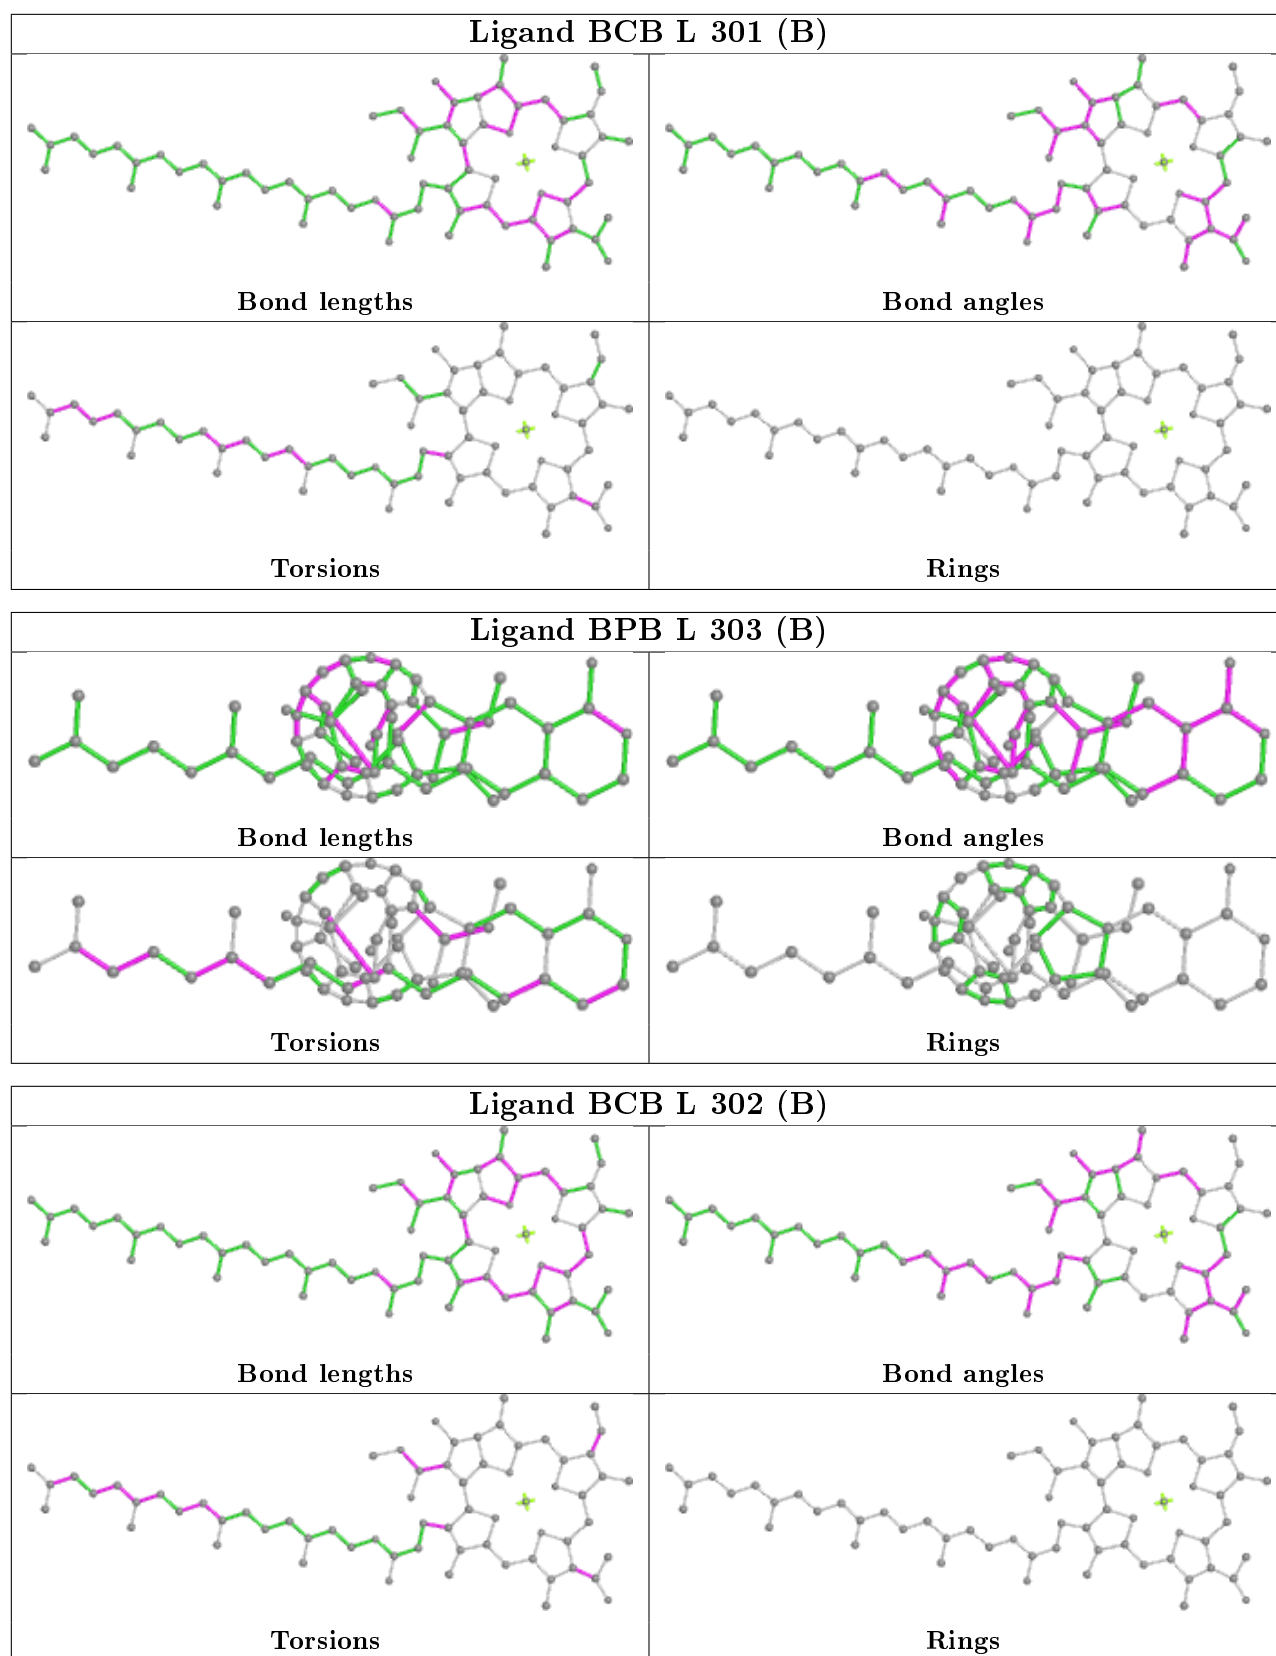 Ligand BCB L 301 (B)
Bond lengths
Bond angles
Torsions
Rings
Ligand BPB L 303 (B)
Bond lengths
Bond angles
Torsions
Rings
Ligand BCB L 302 (B)
Bond lengths
Bond angles
Torsions
Rings